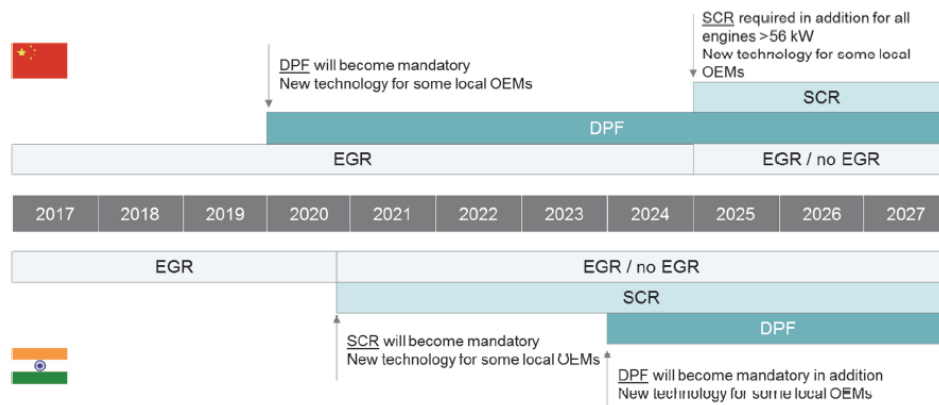 SCR required in addition for all
engines >56 kW
New technology for some local
OEMs
DPF will become mandatory
New technology for some local OEMs
SCR
DPF
EGR
EGR / no EGR
2017 2018 2019 2020 2021 2022 2023 2024 2025 2026 2027
EGR
EGR / no EGR
SCR
DPF
SCR will become mandatory
New technology for some local OEMs
DPF will become mandatory in addition
New technology for some local OEMs